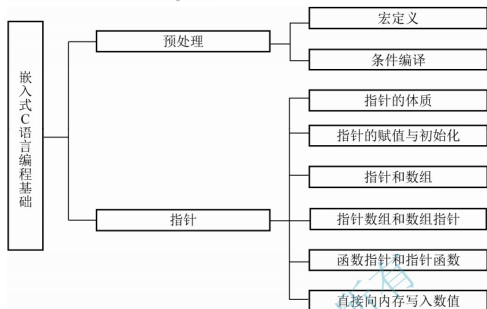 嵌入式C语言编程基础
预处理
宏定义
条件编译
指针
指针的体质
指针的赋值与初始化
指针和数组
指针数组和数组指针
函数指针和指针函数
直接向内存写入数值
所有